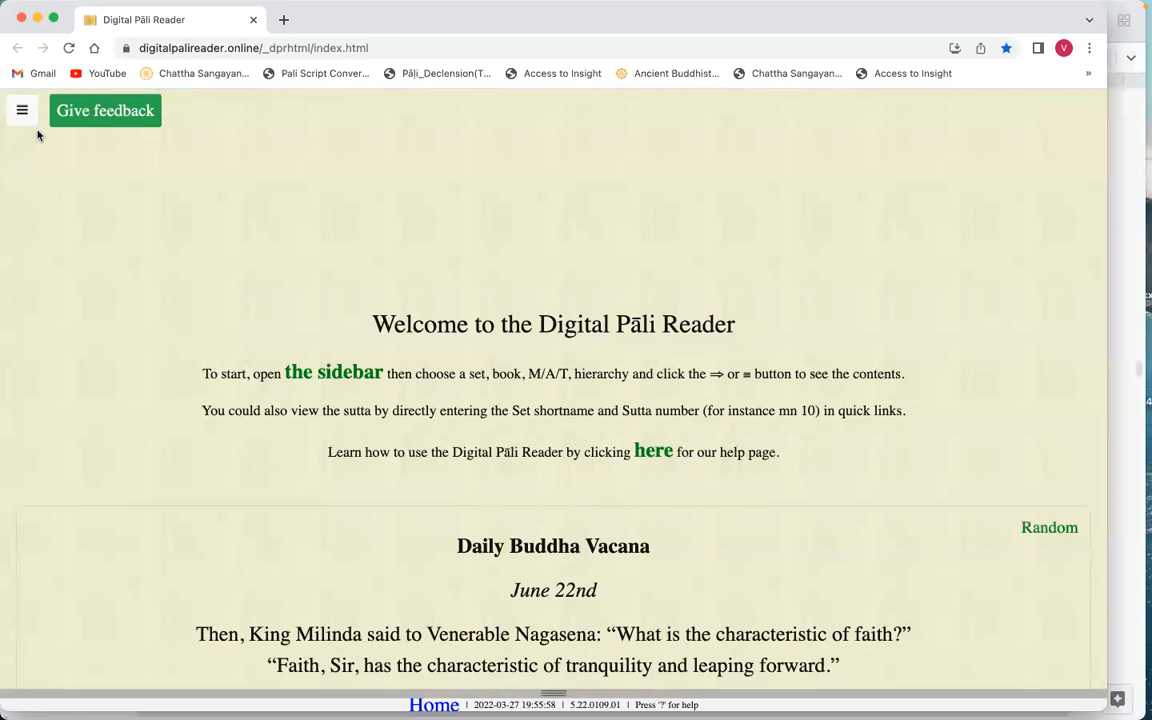 Digital Pāli Reader
digitalpalireader.online/_dprhtml/index.html
V
Gmail
YouTube
Chattha Sangayan...
Pali Script Conver...
Pāḷi_Declension(T...
Access to Insight
Ancient Buddhist...
Chattha Sangayan...
Access to Insight
»
Give feedback
Welcome to the Digital Pāli Reader
To start, open the sidebar then choose a set, book, M/A/T, hierarchy and click the ⇒ or ≡ button to see the contents.
You could also view the sutta by directly entering the Set shortname and Sutta number (for instance mn 10) in quick links.
Learn how to use the Digital Pāli Reader by clicking here for our help page.
Random
Daily Buddha Vacana
June 22nd
Then, King Milinda said to Venerable Nagasena: “What is the characteristic of faith?”
“Faith, Sir, has the characteristic of tranquility and leaping forward.”
Home | 2022-03-27 19:55:58 | 5.22.0109.01 | Press '?' for help